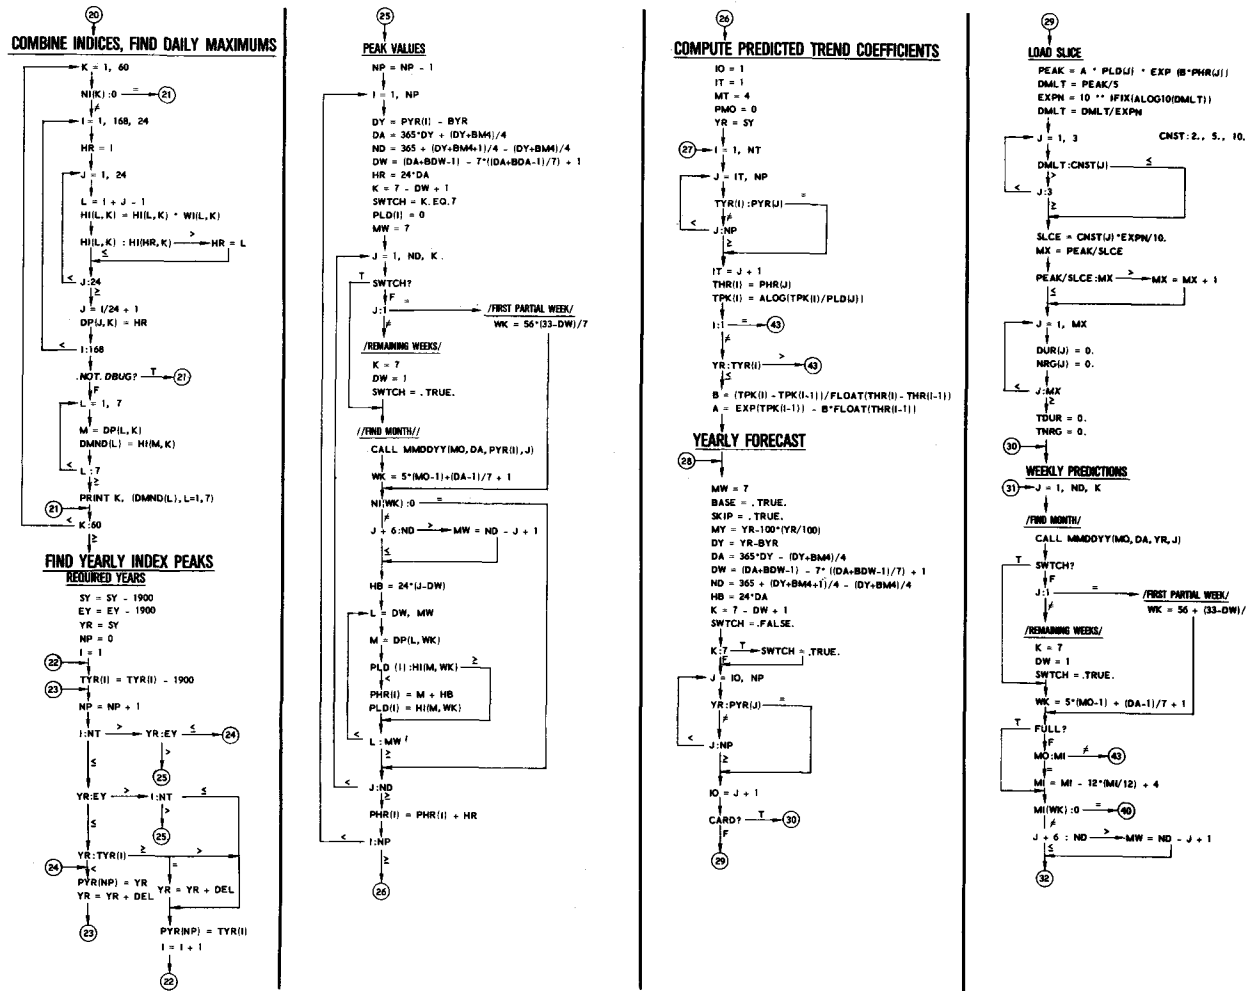 20
COMBINE INDICES, FIND DAILY MAXIMUMS
K = 1, 60
NI(K) :0 = 21
≠
I = 1, 168, 24
HR = I
J = 1, 24
L = I + J - 1
HI(L, K) = HI(L, K) * WI(L, K)
HI(L, K) : HI(HR, K) > HR = L
≤
< J:24
≥
J = I/24 + 1
DP(J, K) = HR
< I:168
≥
.NOT. DBUG? T 21
F
L = 1, 7
M = DP(L, K)
DMND(L) = HI(M, K)
< L : 7
≥
PRINT K, (DMND(L), L=1, 7)
21
< K:60
≥
FIND YEARLY INDEX PEAKS
REQUIRED YEARS
SY = SY - 1900
EY = EY - 1900
YR = SY
NP = 0
I = 1
22
TYR(I) = TYR(I) - 1900
23
NP = NP + 1
I:NT > YR:EY ≤ 24
≤ >
25
YR:EY > I:NT ≤
≤ >
25
YR:TYR(I) ≥ >
24 < =
PYR(NP) = YR
YR = YR + DEL
YR = YR + DEL
23
PYR(NP) = TYR(I)
I = I + 1
22
25
PEAK VALUES
NP = NP - 1
I = 1, NP
DY = PYR(I) - BYR
DA = 365*DY + (DY+BM4)/4
ND = 365 + (DY+BM4+1)/4 - (DY+BM4)/4
DW = (DA+BDW-1) - 7*((DA+BDA-1)/7) + 1
HR = 24*DA
K = 7 - DW + 1
SWTCH = K. EQ. 7
PLD(I) = 0
MW = 7
J = 1, ND, K
T SWTCH?
F
J:1 = /FIRST PARTIAL WEEK/
≠ WK = 56*(33-DW)/7
/REMAINING WEEKS/
K = 7
DW = 1
SWTCH = . TRUE.
//FIND MONTH//
CALL MMDDYY(MO, DA, PYR(I), J)
WK = 5*(MO-1)+(DA-1)/7 + 1
NI(WK) :0 =
≠
J + 6:ND > MW = ND - J + 1
≤
HB = 24*(J-DW)
L = DW, MW
M = DP(L, WK)
PLD (I) :HI(M, WK) ≥
<
PHR(I) = M + HB
PLD(I) = HI(M, WK)
< L : MW
≥
< J:ND
≥
PHR(I) = PHR(I) + HR
< I:NP
≥
26
26
COMPUTE PREDICTED TREND COEFFICIENTS
IO = 1
IT = 1
MT = 4
PMO = 0
YR = SY
27 I = 1, NT
J = IT, NP
TYR(I) : PYR(J) =
≠
< J:NP
≥
IT = J + 1
THR(I) = PHR(J)
TPK(I) = ALOG(TPK(I)/PLD(J))
I:1 = 43
≠
YR:TYR(I) > 43
≤
B = (TPK(I) - TPK(I-1))/FLOAT(THR(I)- THR(I-1))
A = EXP(TPK(I-1)) - B*FLOAT(THR(I-1))
YEARLY FORECAST
28
MW = 7
BASE = . TRUE.
SKIP = . TRUE.
MY = YR-100*(YR/100)
DY = YR-BYR
DA = 365*DY - (DY+BM4)/4
DW = (DA+BDW-1) - 7* ((DA+BDW-1)/7) + 1
ND = 365 + (DY+BM4+1)/4 - (DY+BM4)/4
HB = 24*DA
K = 7 - DW + 1
SWTCH = .FALSE.
K:7 T SWTCH = .TRUE.
F
J = IO, NP
YR:PYR(J) =
≠
< J:NP
≥
IO = J + 1
CARD? T 30
F
29
29
LOAD SLICE
PEAK = A * PLD(J) * EXP (B*PHR(J))
DMLT = PEAK/5
EXPN = 10 ** IFIX(ALOG10(DMLT))
DMLT = DMLT/EXPN
J = 1, 3 CNST: 2., 5., 10.
DMLT:CNST(J) ≤
>
< J:3
≥
SLCE = CNST(J)*EXPN/10.
MX = PEAK/SLCE
PEAK/SLCE:MX > MX = MX + 1
≤
J = 1, MX
DUR(J) = 0.
NRG(J) = 0.
< J:MX
≥
TDUR = 0.
TNRG = 0.
30
WEEKLY PREDICTIONS
31 J = 1, ND, K
/FIND MONTH/
CALL MMDDYY(MO, DA, YR, J)
T SWTCH?
F
J:1 = /FIRST PARTIAL WEEK/
≠ WK = 56 + (33-DW)/
/REMAINING WEEKS/
K = 7
DW = 1
SWTCH = .TRUE.
WK = 5*(MO-1) + (DA-1)/7 + 1
T FULL?
F
MO:MI ≠ 43
=
MI = MI - 12*(MI/12) + 4
MI(WK) :0 = 40
≠
J + 6 : ND > MW = ND - J + 1
≤
32